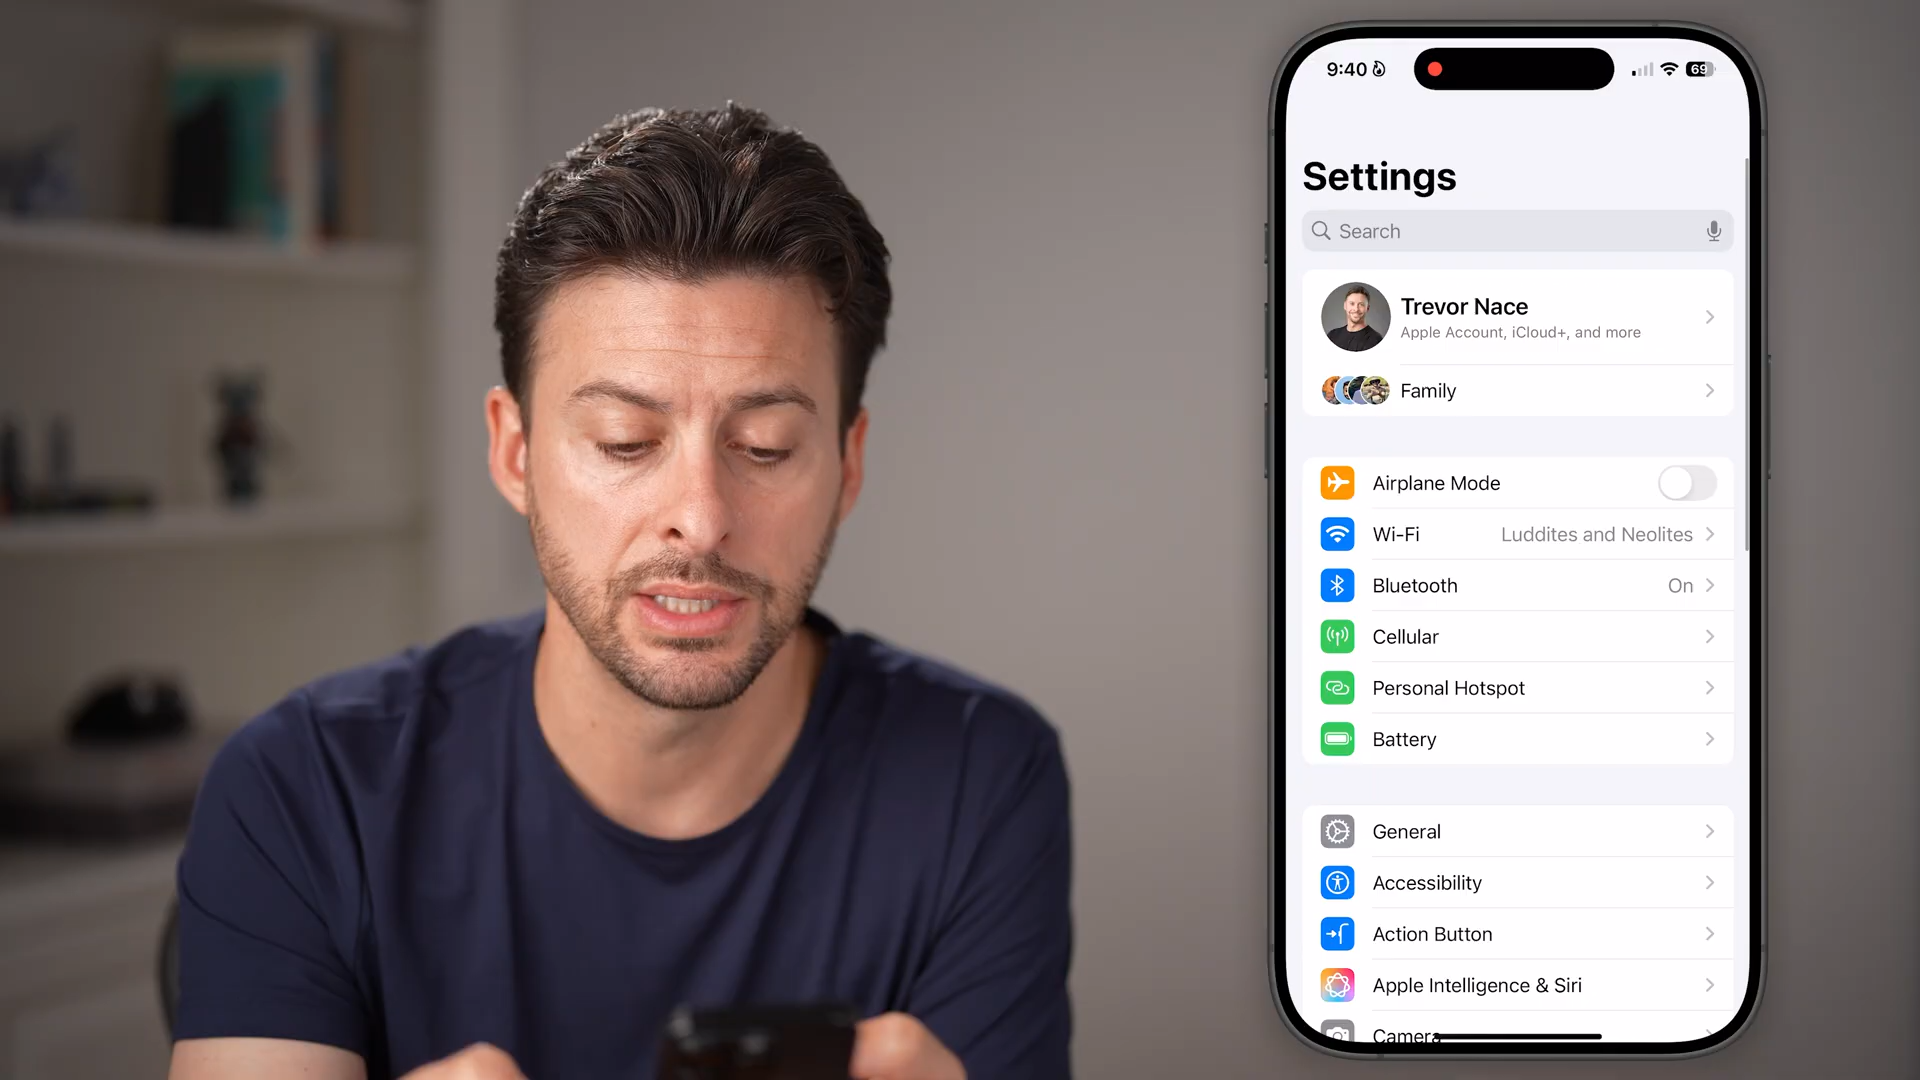 9:40
69
Settings
Search
Trevor Nace
Apple Account, iCloud+, and more
Family
Airplane Mode
Wi-Fi Luddites and Neolites
Bluetooth On
Cellular
Personal Hotspot
Battery
General
Accessibility
Action Button
Apple Intelligence & Siri
Camera